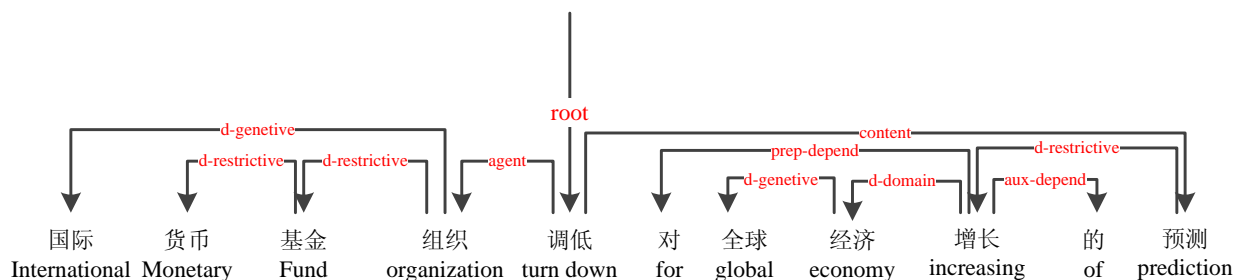 root
d-genetive content
prep-depend
d-restrictive d-restrictive agent d-restrictive
d-genetive d-domain aux-depend
国际 货币 基金 组织 调低 对 全球 经济 增长 的 预测
International Monetary Fund organization turn down for global economy increasing of prediction